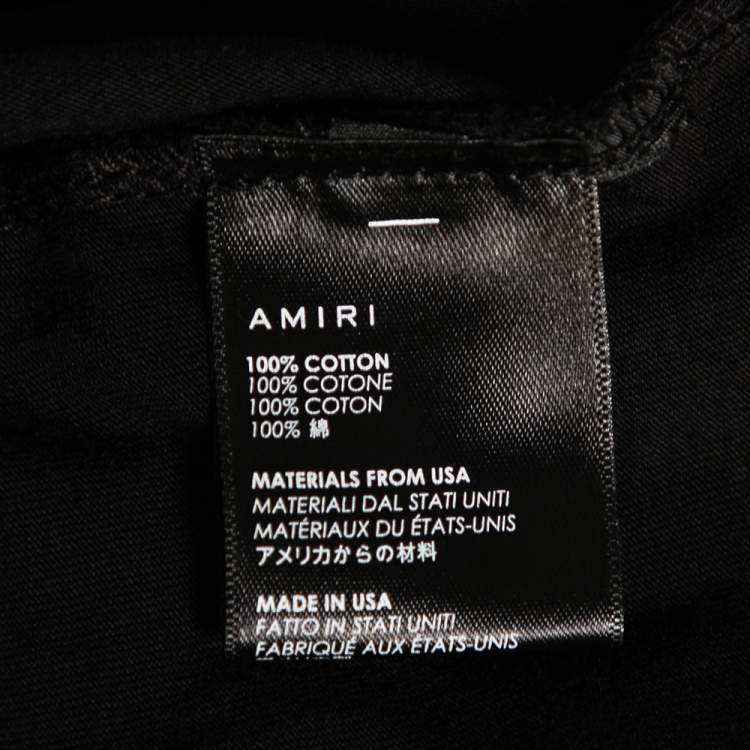 AMIRI
100% COTTON
100% COTONE
100% COTON
100% 綿
MATERIALS FROM USA
MATERIALI DAL STATI UNITI
MATÉRIAUX DU ÉTATS-UNIS
アメリカからの材料
MADE IN USA
FATTO IN STATI UNITI
FABRIQUÉ AUX ÉTATS-UNIS